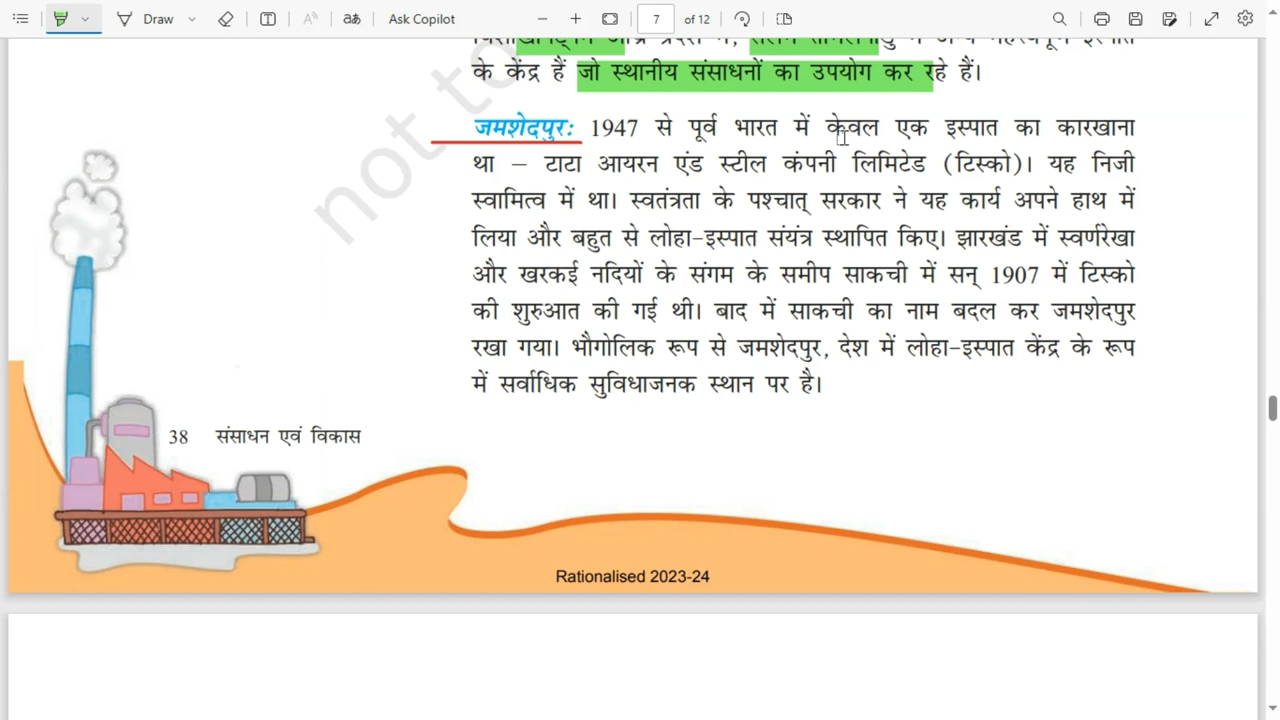 Draw
Ask Copilot
7 of 12
के केंद्र हैं जो स्थानीय संसाधनों का उपयोग कर रहे हैं।
जमशेदपुरः 1947 से पूर्व भारत में केवल एक इस्पात का कारखाना
था – टाटा आयरन एंड स्टील कंपनी लिमिटेड (टिस्को)। यह निजी
स्वामित्व में था। स्वतंत्रता के पश्चात् सरकार ने यह कार्य अपने हाथ में
लिया और बहुत से लोहा-इस्पात संयंत्र स्थापित किए। झारखंड में स्वर्णरेखा
और खरकई नदियों के संगम के समीप साकची में सन् 1907 में टिस्को
की शुरुआत की गई थी। बाद में साकची का नाम बदल कर जमशेदपुर
रखा गया। भौगोलिक रूप से जमशेदपुर, देश में लोहा-इस्पात केंद्र के रूप
में सर्वाधिक सुविधाजनक स्थान पर है।
not to
38 संसाधन एवं विकास
Rationalised 2023-24